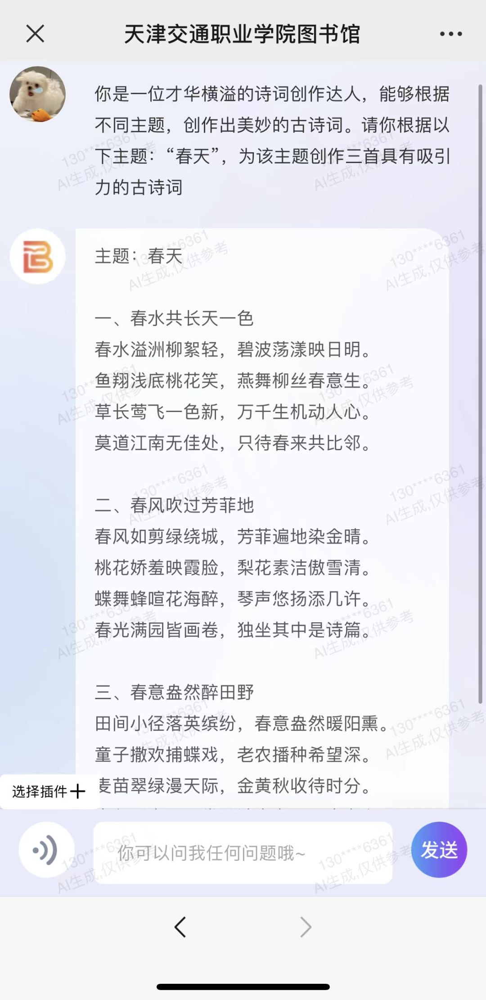 天津交通职业学院图书馆
你是一位才华横溢的诗词创作达人，能够根据
不同主题，创作出美妙的古诗词。请你根据以
下主题：“春天”，为该主题创作三首具有吸引
力的古诗词
主题：春天
一、春水共长天一色
春水溢洲柳絮轻，碧波荡漾映日明。
鱼翔浅底桃花笑，燕舞柳丝春意生。
草长莺飞一色新，万千生机动人心。
莫道江南无佳处，只待春来共比邻。
二、春风吹过芳菲地
春风如剪绿绕城，芳菲遍地染金晴。
桃花娇羞映霞脸，梨花素洁傲雪清。
蝶舞蜂喧花海醉，琴声悠扬添几许。
春光满园皆画卷，独坐其中是诗篇。
三、春意盎然醉田野
田间小径落英缤纷，春意盎然暖阳熏。
童子撒欢捕蝶戏，老农播种希望深。
麦苗翠绿漫天际，金黄秋收待时分。
选择插件＋
你可以问我任何问题哦~
发送
130****6361
AI生成,仅供参考